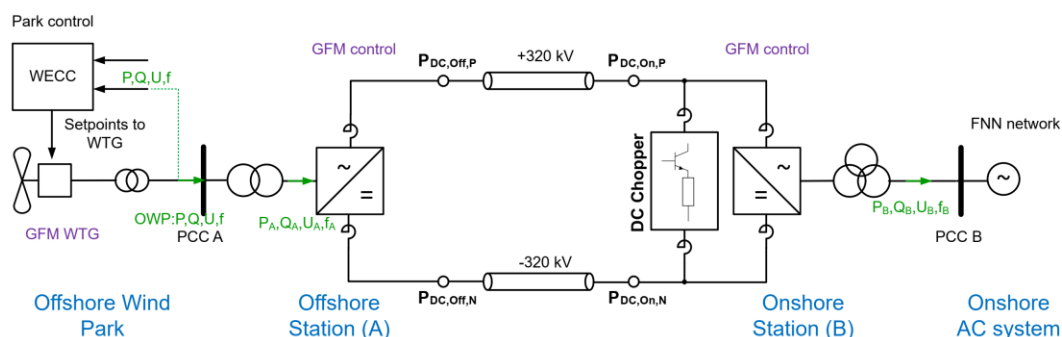 Park control
WECC
P,Q,U,f
Setpoints to
WTG
GFM WTG
OWP:P,Q,U,f
PCC A
GFM control
P_A,Q_A,U_A,f_A
~
=
P_DC,Off,P
+320 kV
P_DC,On,P
P_DC,Off,N
-320 kV
P_DC,On,N
DC Chopper
GFM control
~
=
P_B,Q_B,U_B,f_B
PCC B
FNN network
~
Offshore Wind
Park
Offshore
Station (A)
Onshore
Station (B)
Onshore
AC system